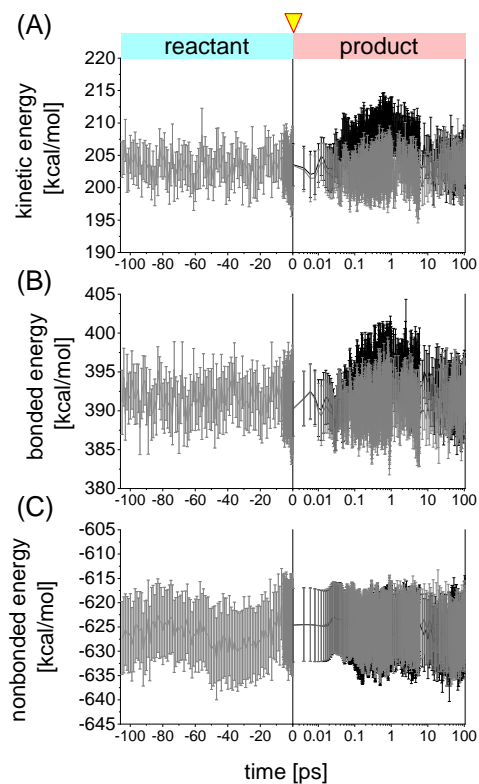 (A)
reactant product
kinetic energy
[kcal/mol]
220
215
210
205
200
195
190
-100 -80 -60 -40 -20 0 0.01 0.1 1 10 100
(B)
bonded energy
[kcal/mol]
405
400
395
390
385
380
-100 -80 -60 -40 -20 0 0.01 0.1 1 10 100
(C)
nonbonded energy
[kcal/mol]
-605
-610
-615
-620
-625
-630
-635
-640
-645
-100 -80 -60 -40 -20 0 0.01 0.1 1 10 100
time [ps]